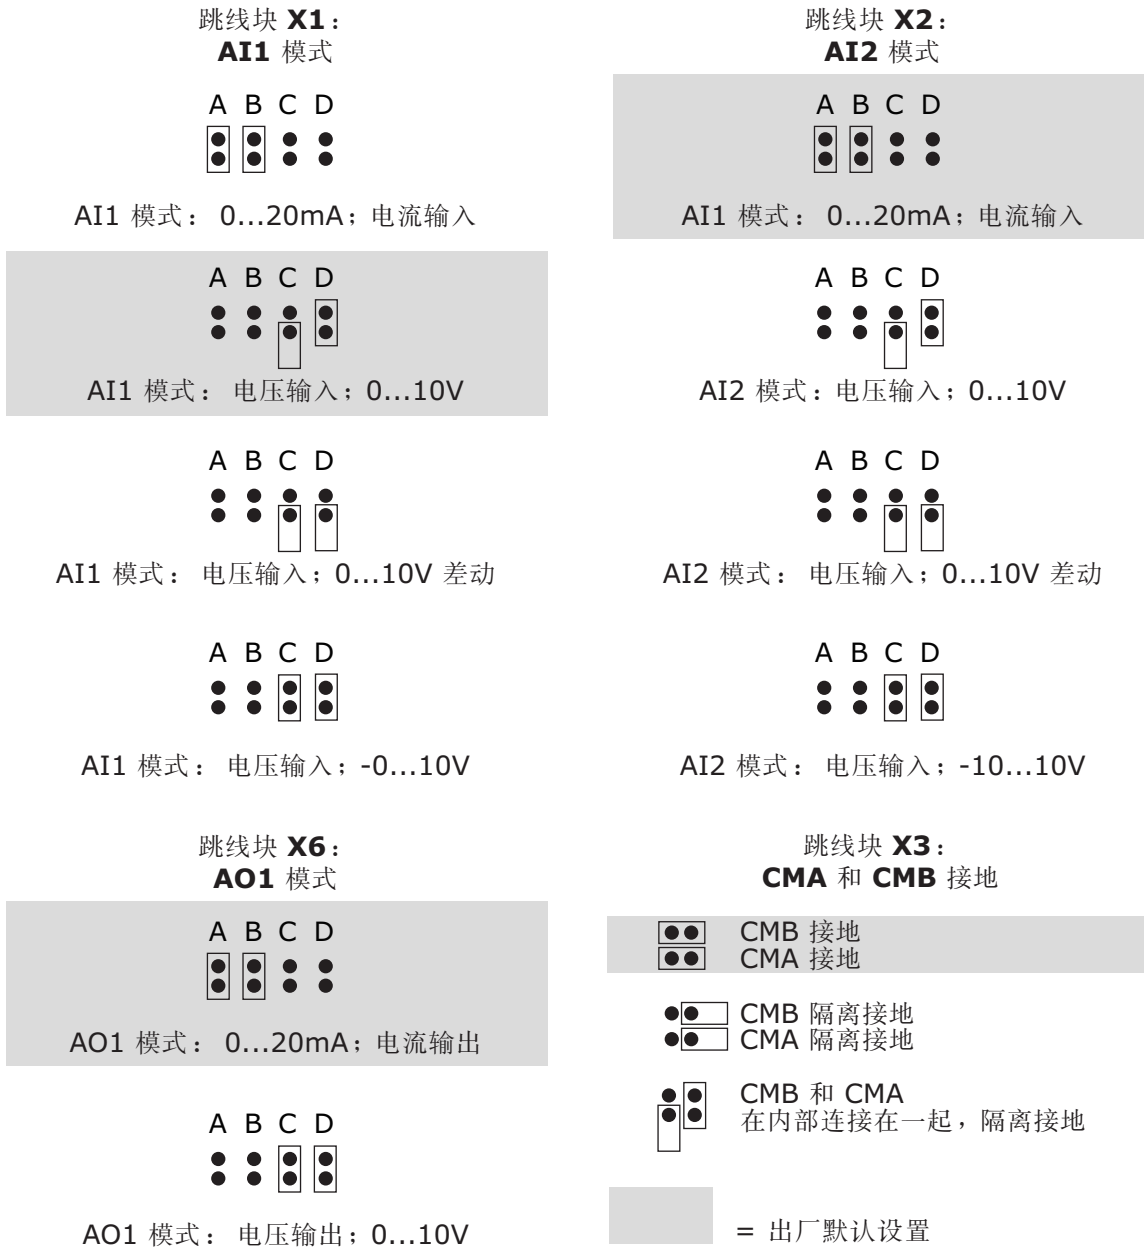 跳线块 X1：
AI1 模式
A B C D
AI1 模式： 0...20mA；电流输入
A B C D
AI1 模式： 电压输入；0...10V
A B C D
AI1 模式： 电压输入；0...10V 差动
A B C D
AI1 模式： 电压输入；-0...10V
跳线块 X2：
AI2 模式
A B C D
AI1 模式： 0...20mA；电流输入
A B C D
AI2 模式：电压输入；0...10V
A B C D
AI2 模式： 电压输入；0...10V 差动
A B C D
AI2 模式： 电压输入；-10...10V
跳线块 X6：
AO1 模式
A B C D
AO1 模式： 0...20mA；电流输出
A B C D
AO1 模式： 电压输出；0...10V
跳线块 X3：
CMA 和 CMB 接地
CMB 接地
CMA 接地
CMB 隔离接地
CMA 隔离接地
CMB 和 CMA
在内部连接在一起，隔离接地
= 出厂默认设置